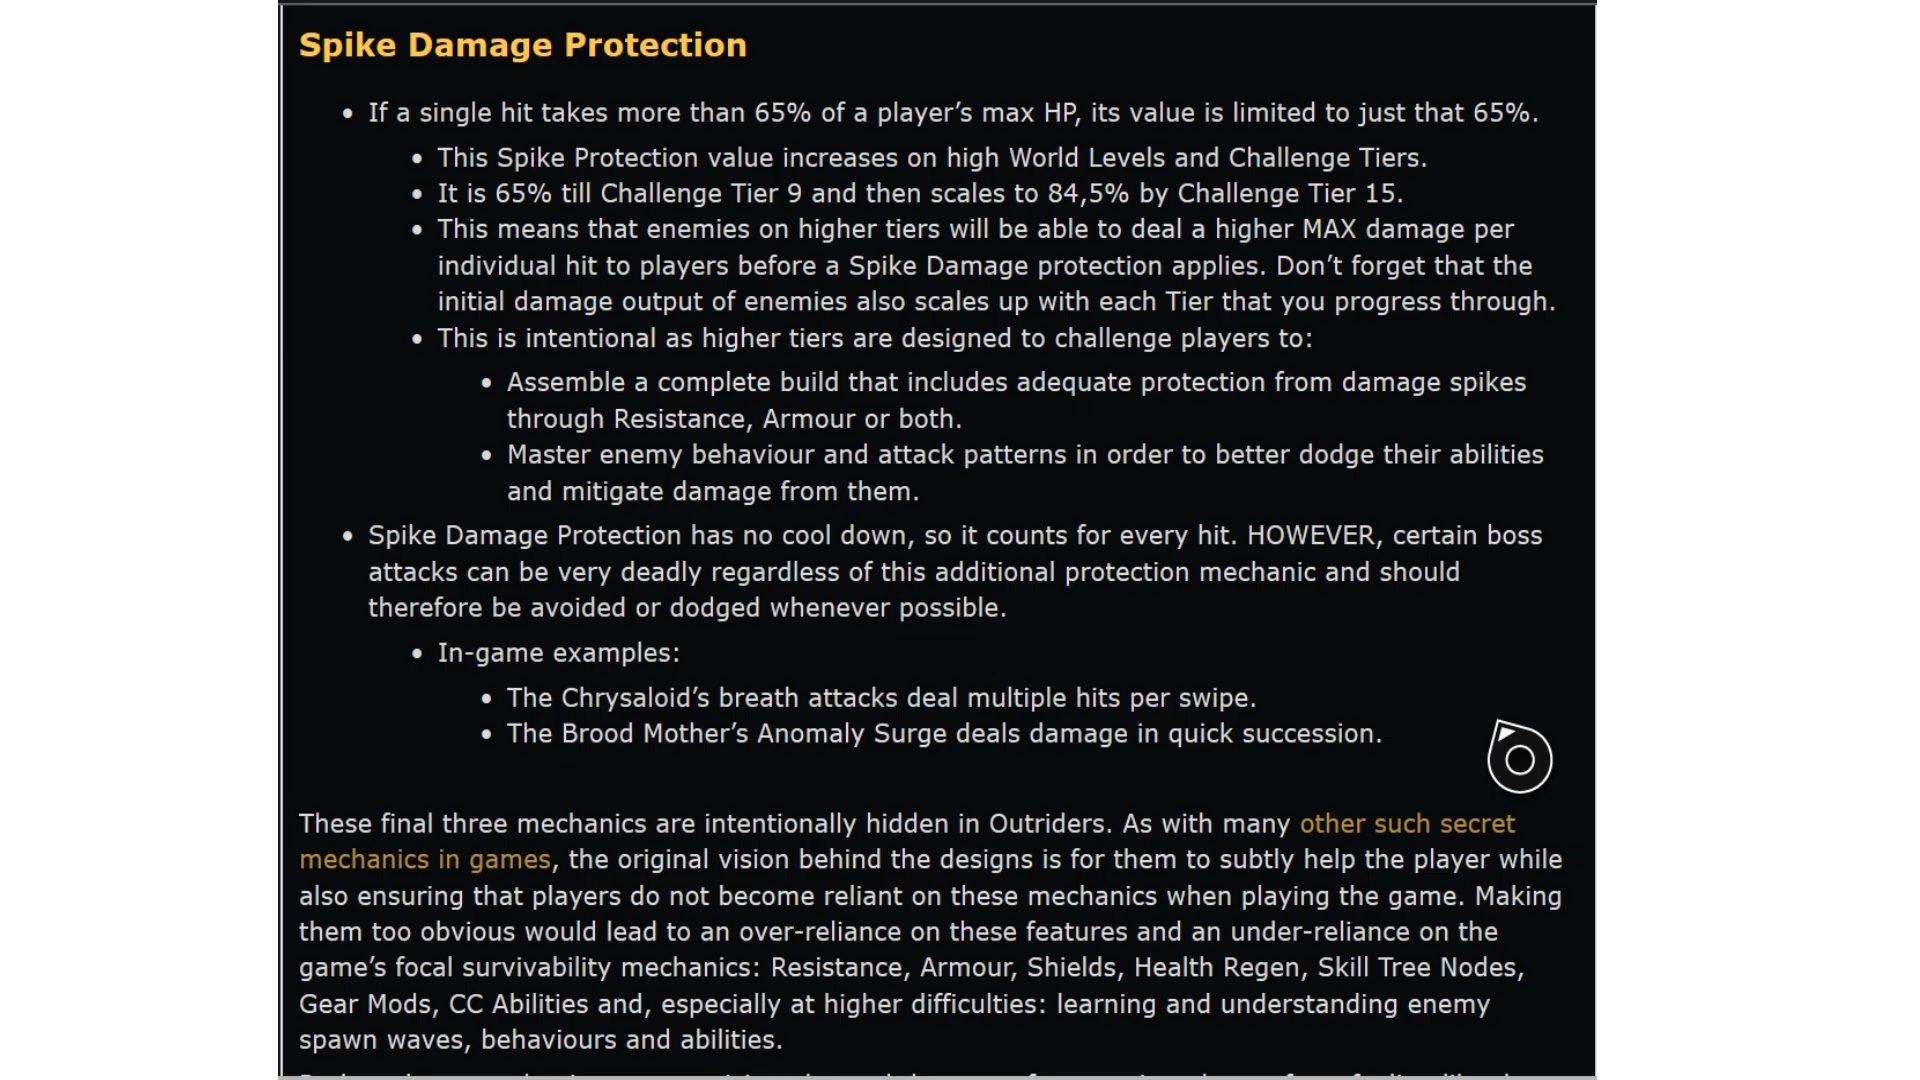 Spike Damage Protection
• If a single hit takes more than 65% of a player’s max HP, its value is limited to just that 65%.
• This Spike Protection value increases on high World Levels and Challenge Tiers.
• It is 65% till Challenge Tier 9 and then scales to 84,5% by Challenge Tier 15.
• This means that enemies on higher tiers will be able to deal a higher MAX damage per
individual hit to players before a Spike Damage protection applies. Don’t forget that the
initial damage output of enemies also scales up with each Tier that you progress through.
• This is intentional as higher tiers are designed to challenge players to:
• Assemble a complete build that includes adequate protection from damage spikes
through Resistance, Armour or both.
• Master enemy behaviour and attack patterns in order to better dodge their abilities
and mitigate damage from them.
• Spike Damage Protection has no cool down, so it counts for every hit. HOWEVER, certain boss
attacks can be very deadly regardless of this additional protection mechanic and should
therefore be avoided or dodged whenever possible.
• In-game examples:
• The Chrysaloid’s breath attacks deal multiple hits per swipe.
• The Brood Mother’s Anomaly Surge deals damage in quick succession.
These final three mechanics are intentionally hidden in Outriders. As with many other such secret
mechanics in games, the original vision behind the designs is for them to subtly help the player while
also ensuring that players do not become reliant on these mechanics when playing the game. Making
them too obvious would lead to an over-reliance on these features and an under-reliance on the
game’s focal survivability mechanics: Resistance, Armour, Shields, Health Regen, Skill Tree Nodes,
Gear Mods, CC Abilities and, especially at higher difficulties: learning and understanding enemy
spawn waves, behaviours and abilities.